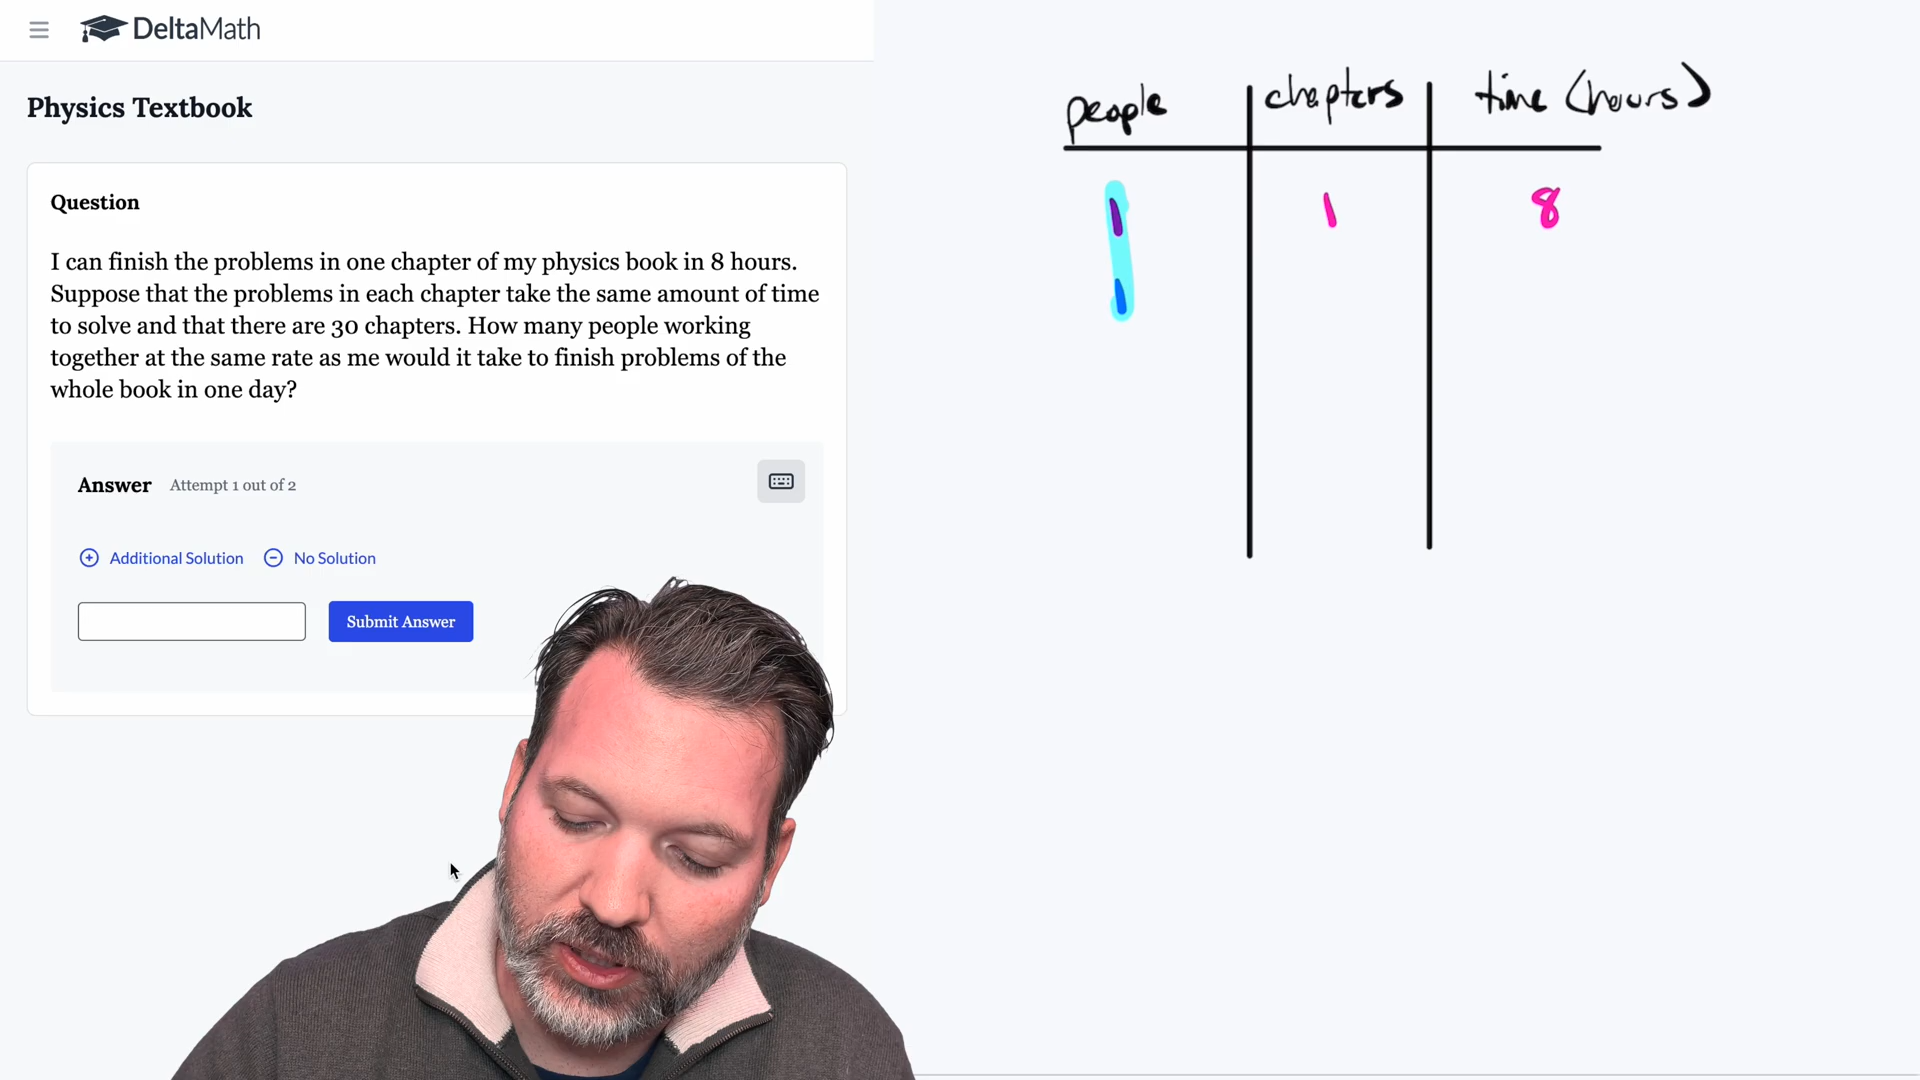 DeltaMath
Physics Textbook
Question
I can finish the problems in one chapter of my physics book in 8 hours.
Suppose that the problems in each chapter take the same amount of time
to solve and that there are 30 chapters. How many people working
together at the same rate as me would it take to finish problems of the
whole book in one day?
Answer Attempt 1 out of 2
Additional Solution No Solution
Submit Answer
people chapters time (hours)
1 1 8
1